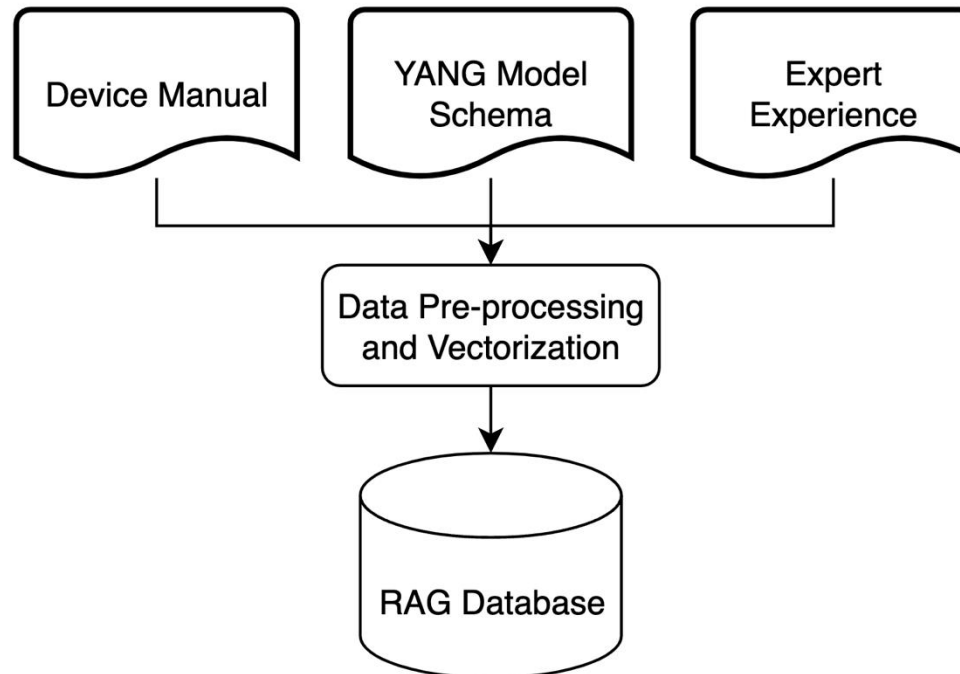 Device Manual
YANG Model
Schema
Expert
Experience
Data Pre-processing
and Vectorization
RAG Database